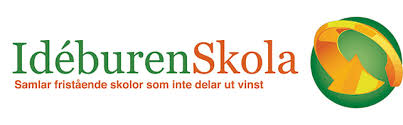 IdéburenSkola
Samlar fristående skolor som inte delar ut vinst